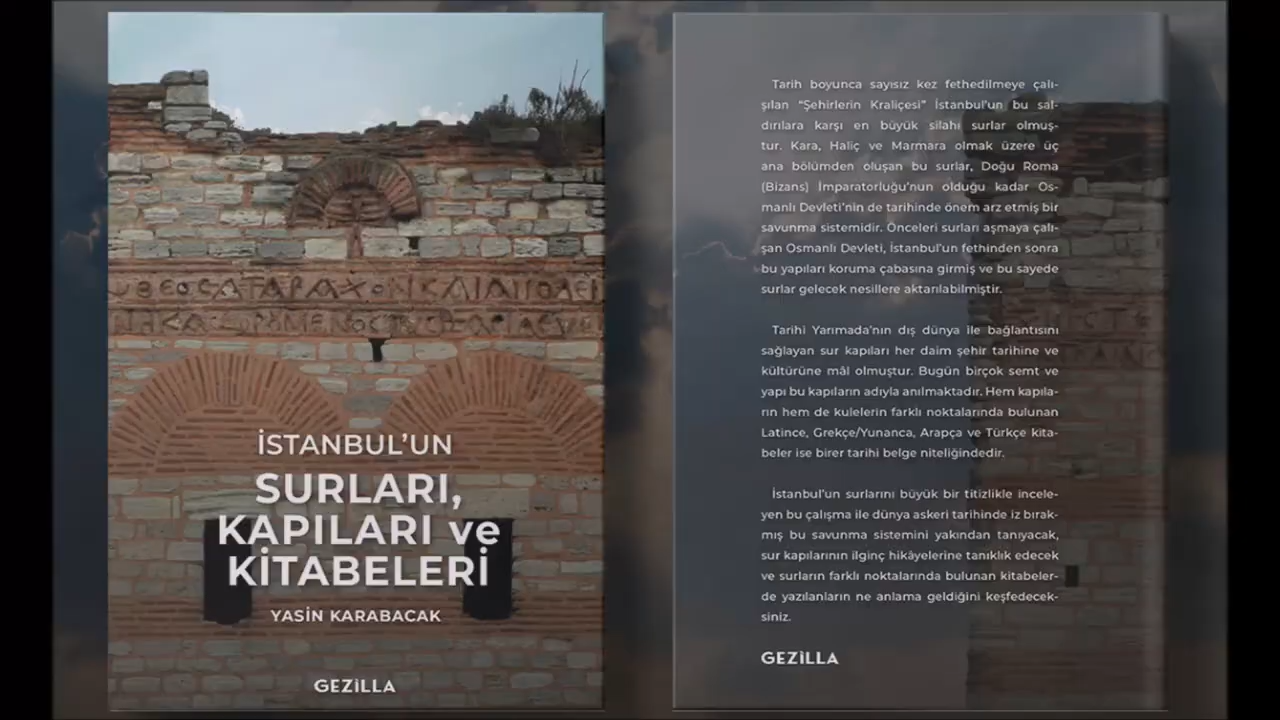 İSTANBUL'UN
SURLARI,
KAPILARI ve
KİTABELERİ
YASİN KARABACAK
GEZİLLA
Tarih boyunca sayısız kez fethedilmeye çalı-
şılan “Şehirlerin Kraliçesi” İstanbul'un bu sal-
dırılara karşı en büyük silahı surlar olmuş-
tur. Kara, Haliç ve Marmara olmak üzere üç
ana bölümden oluşan bu surlar, Doğu Roma
(Bizans) İmparatorluğu'nun olduğu kadar Os-
manlı Devleti'nin de tarihinde önem arz etmiş bir
savunma sistemidir. Önceleri surları aşmaya çalı-
şan Osmanlı Devleti, İstanbul'un fethinden sonra
bu yapıları koruma çabasına girmiş ve bu sayede
surlar gelecek nesillere aktarılabilmiştir.
Tarihi Yarımada'nın dış dünya ile bağlantısını
sağlayan sur kapıları her daim şehir tarihine ve
kültürüne mâl olmuştur. Bugün birçok semt ve
yapı bu kapıların adıyla anılmaktadır. Hem kapıla-
rın hem de kulelerin farklı noktalarında bulunan
Latince, Grekçe/Yunanca, Arapça ve Türkçe kita-
beler ise birer tarihi belge niteliğindedir.
İstanbul'un surlarını büyük bir titizlikle incele-
yen bu çalışma ile dünya askeri tarihinde iz bırak-
mış bu savunma sistemini yakından tanıyacak,
sur kapılarının ilginç hikâyelerine tanıklık edecek
ve surların farklı noktalarında bulunan kitabeler-
de yazılanların ne anlama geldiğini keşfedecek-
siniz.
GEZİLLA